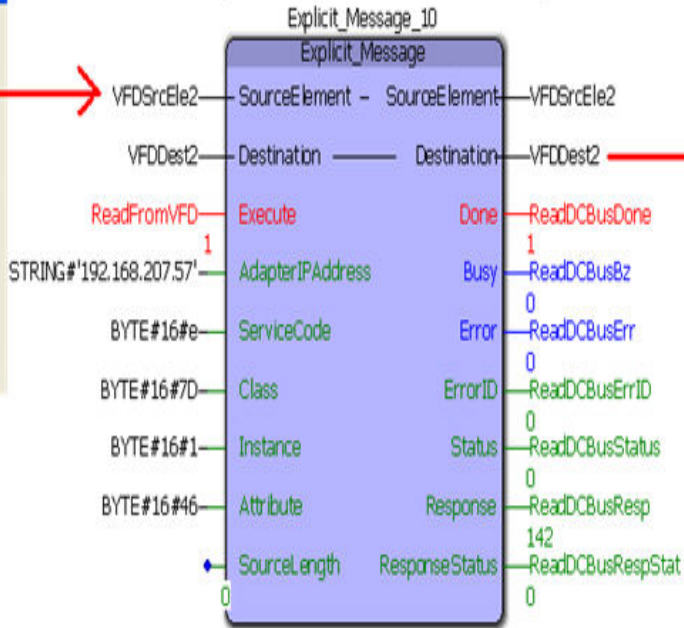 Explicit_Message_10
Explicit_Message
VFDSrcEle2 SourceElement – SourceElement VFDSrcEle2
VFDDest2 Destination Destination VFDDest2
ReadFromVFD Execute Done ReadDCBusDone
1 1
STRING#'192.168.207.57' AdapterIPAddress Busy ReadDCBusBz
0
BYTE#16#e ServiceCode Error ReadDCBusErr
0
BYTE#16#7D Class ErrorID ReadDCBusErrID
0
BYTE#16#1 Instance Status ReadDCBusStatus
0
BYTE#16#46 Attribute Response ReadDCBusResp
142
SourceLength ResponseStatus ReadDCBusRespStat
0 0